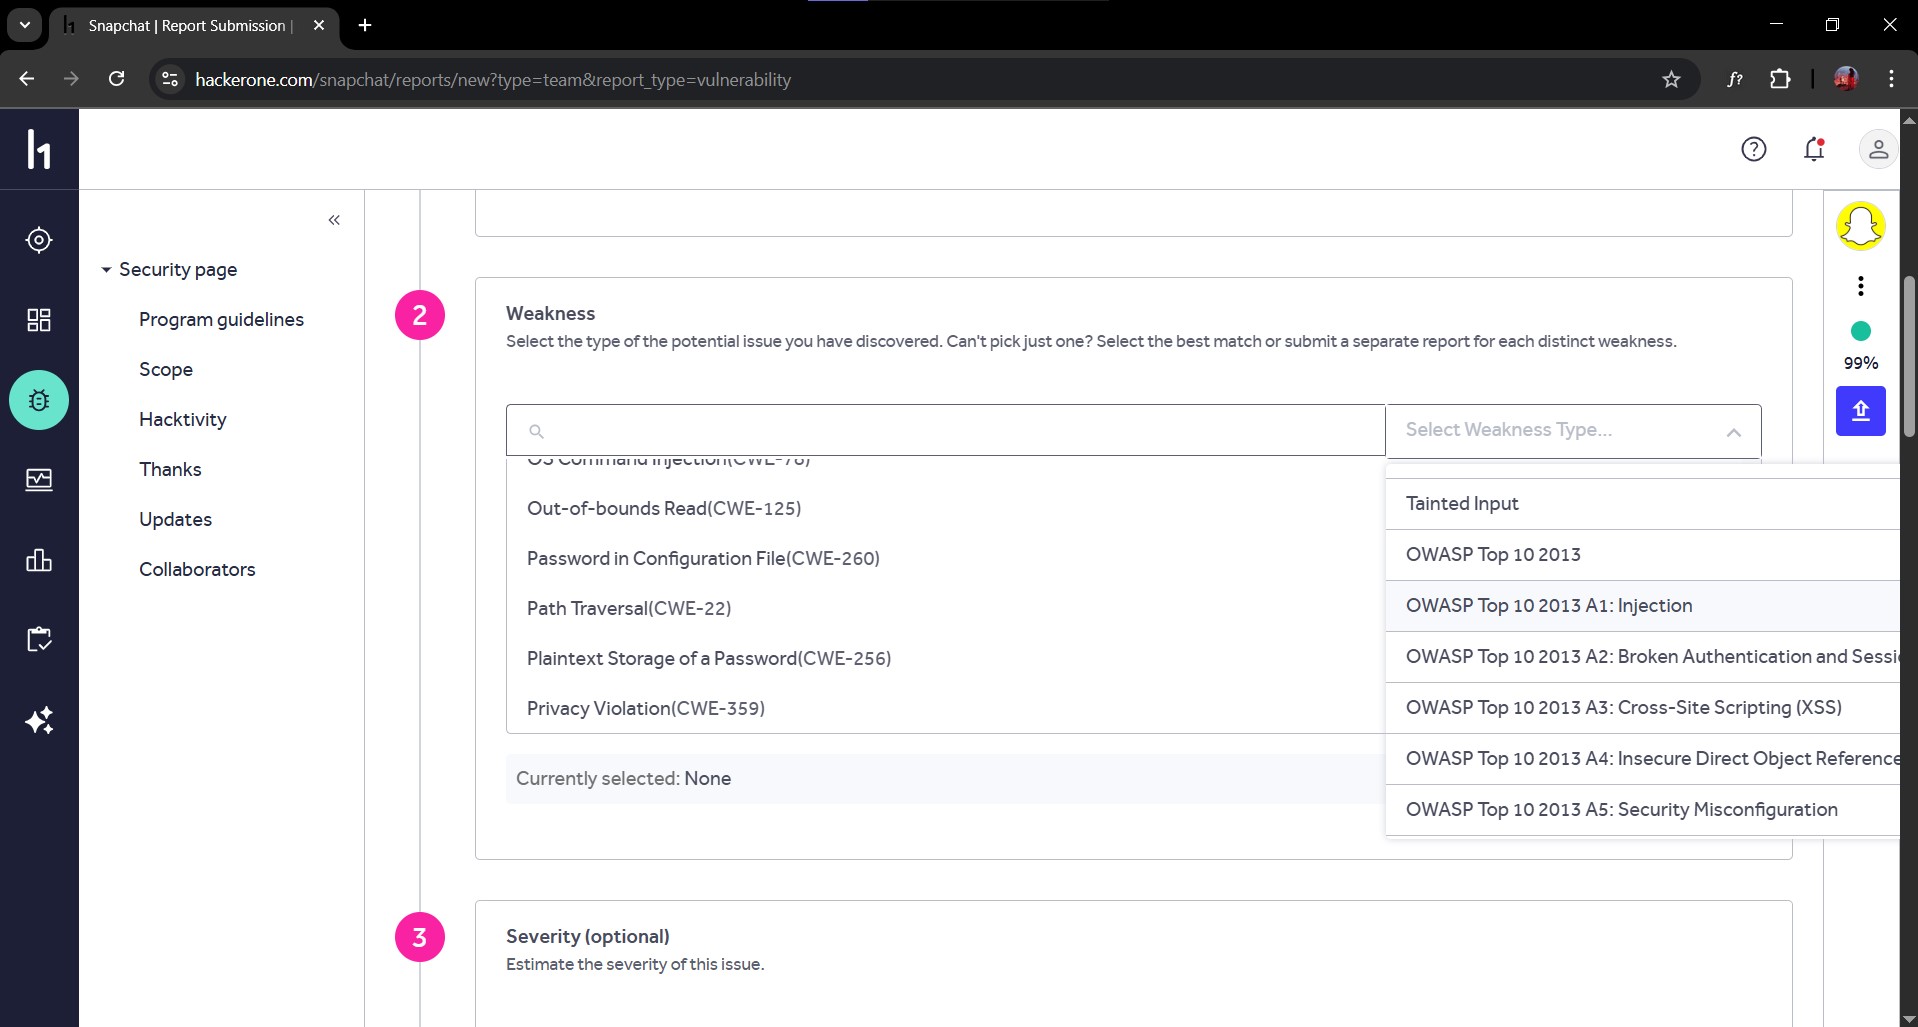 Snapchat | Report Submission |
hackerone.com/snapchat/reports/new?type=team&report_type=vulnerability
f?
h1
Security page
Program guidelines
Scope
Hacktivity
Thanks
Updates
Collaborators
2
Weakness
Select the type of the potential issue you have discovered. Can't pick just one? Select the best match or submit a separate report for each distinct weakness.
Select Weakness Type...
OS Command Injection(CWE-78)
Out-of-bounds Read(CWE-125)
Password in Configuration File(CWE-260)
Path Traversal(CWE-22)
Plaintext Storage of a Password(CWE-256)
Privacy Violation(CWE-359)
Currently selected: None
Tainted Input
OWASP Top 10 2013
OWASP Top 10 2013 A1: Injection
OWASP Top 10 2013 A2: Broken Authentication and Sessi
OWASP Top 10 2013 A3: Cross-Site Scripting (XSS)
OWASP Top 10 2013 A4: Insecure Direct Object Reference
OWASP Top 10 2013 A5: Security Misconfiguration
99%
3
Severity (optional)
Estimate the severity of this issue.